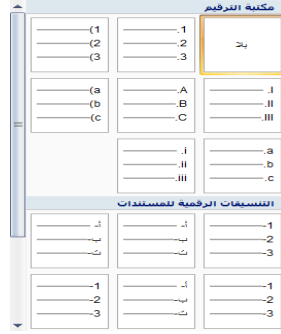 مكتبة الترقيم
بلا
.1
.2
.3
(1
(2
(3
.I
.II
.III
.A
.B
.C
(a
(b
(c
.a
.b
.c
.i
.ii
.iii
التنسيقات الرقمية للمستندات
-1
-2
-3
أ-
ب-
ت-
أ-
ب-
ت-
-1
-2
-3
أ-
ب-
ت-
-1
-2
-3